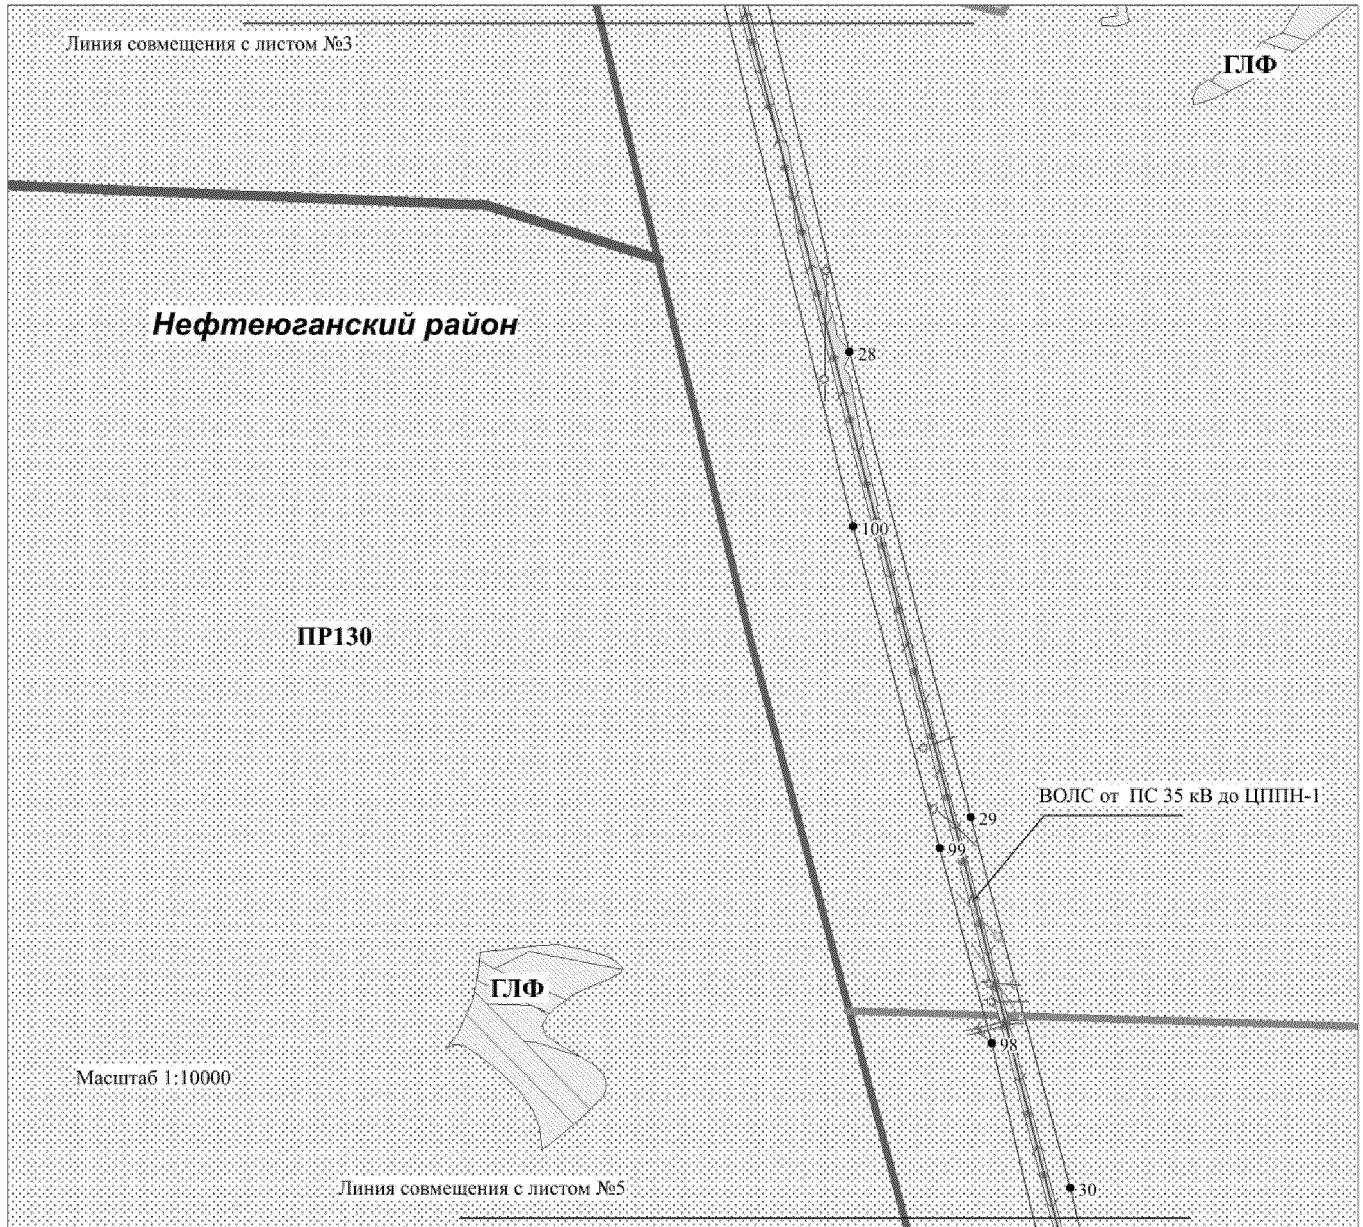 Линия совмещения с листом №3
ГЛФ
Нефтеюганский район
28
100
ПР130
ВОЛС от ПС 35 кВ до ЦППН-1
29
99
ГЛФ
98
Масштаб 1:10000
Линия совмещения с листом №5
30